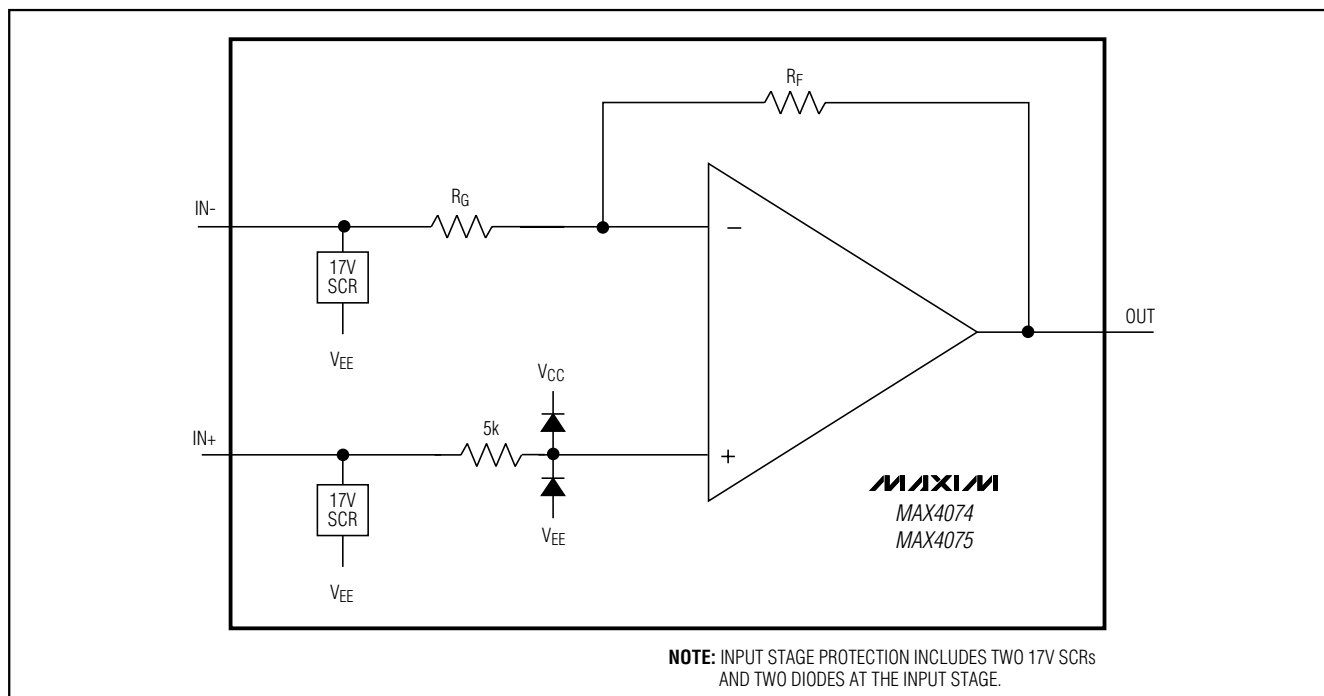 RF
IN-
RG
−
17V
SCR
VEE
OUT
VCC
IN+
5k
+
17V
SCR
VEE
VEE
MAXIM
MAX4074
MAX4075
NOTE: INPUT STAGE PROTECTION INCLUDES TWO 17V SCRs
AND TWO DIODES AT THE INPUT STAGE.